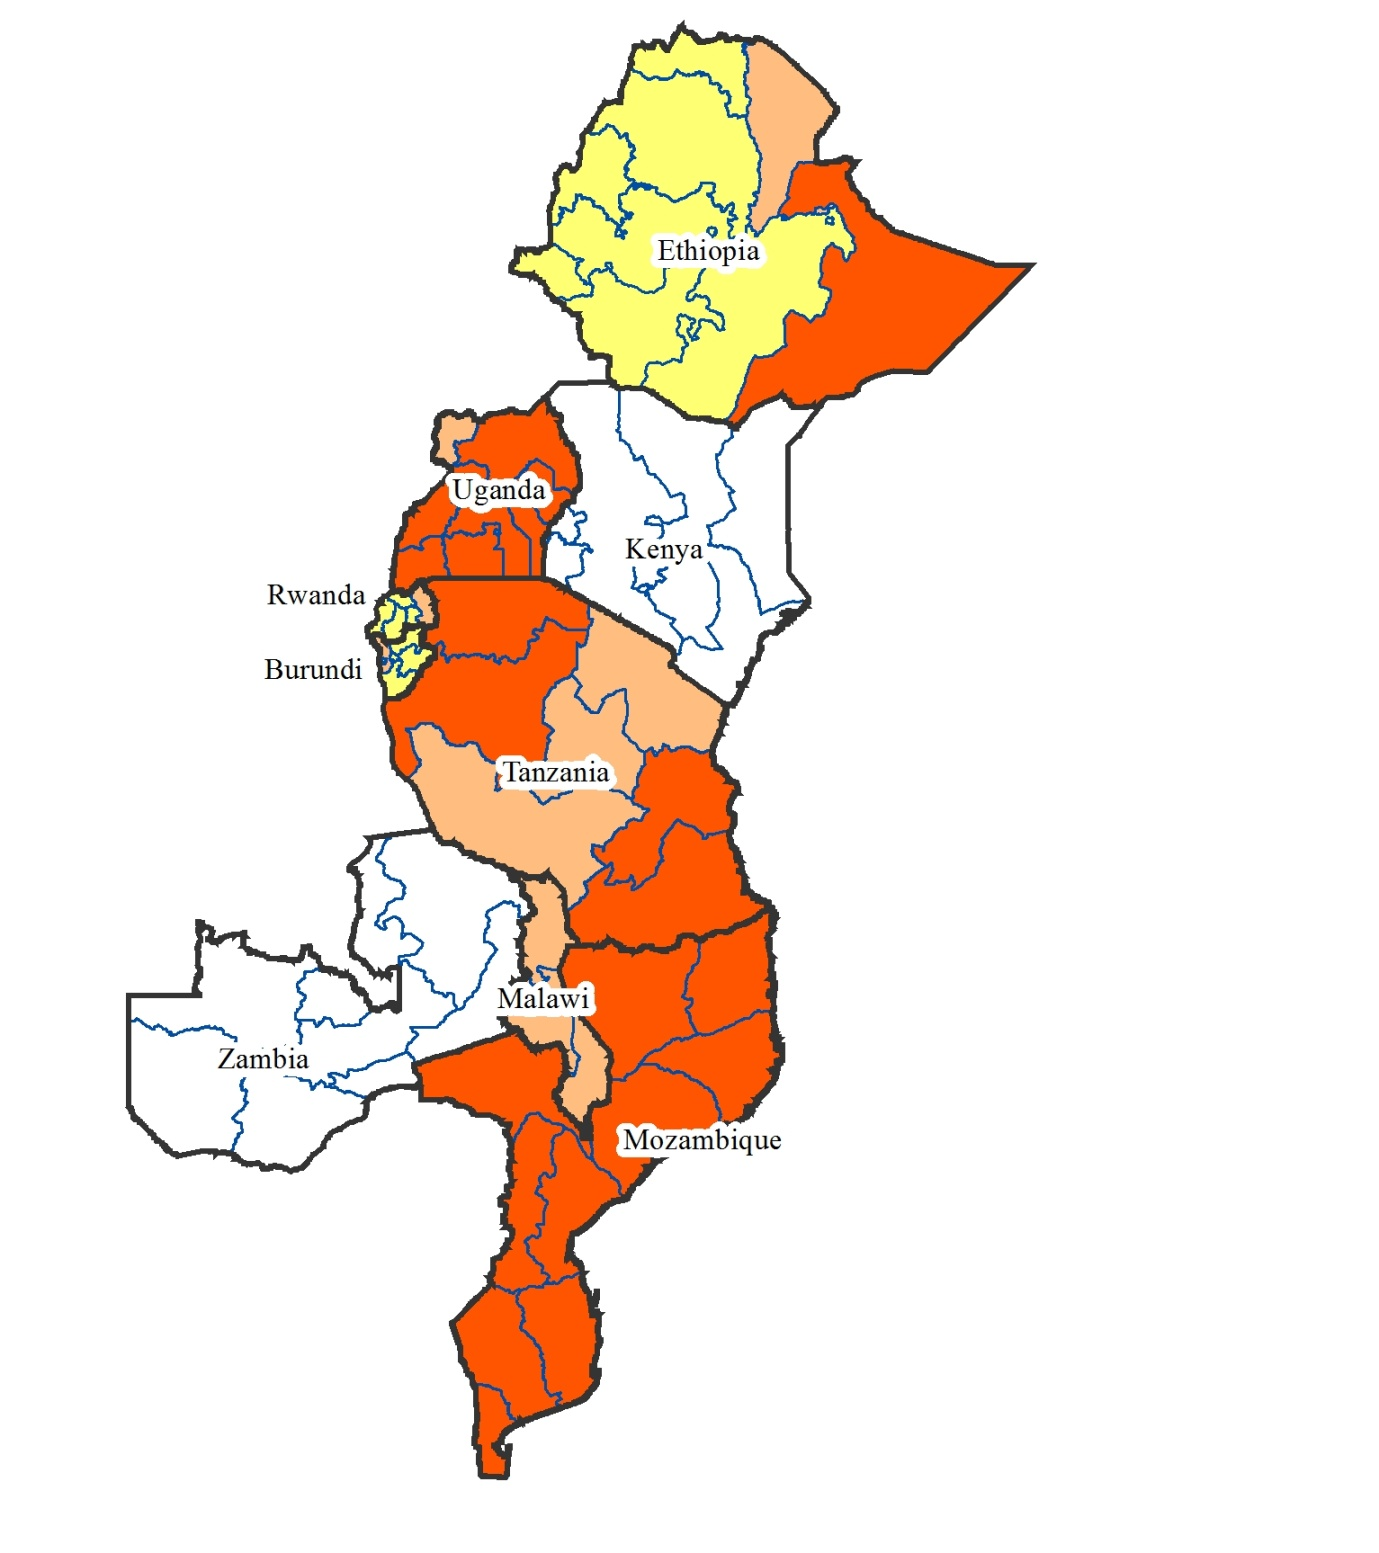 Ethiopia
Uganda
Kenya
Rwanda
Burundi
Tanzania
Malawi
Zambia
Mozambique